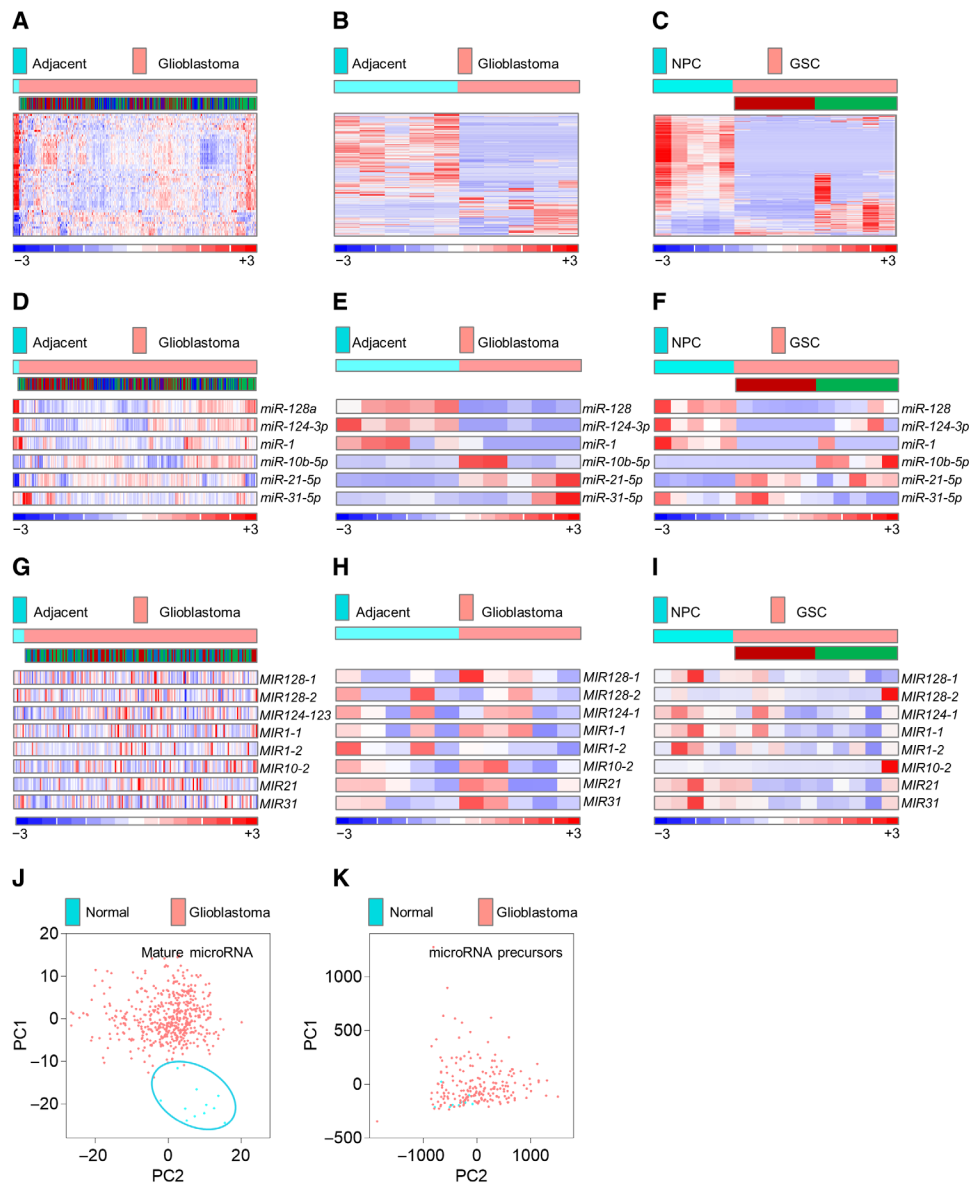 A
B
C
Adjacent Glioblastoma
Adjacent Glioblastoma
NPC GSC
−3 +3
−3 +3
−3 +3
D
E
F
Adjacent Glioblastoma
Adjacent Glioblastoma
NPC GSC
miR-128a
miR-124-3p
miR-1
miR-10b-5p
miR-21-5p
miR-31-5p
−3 +3
miR-128
miR-124-3p
miR-1
miR-10b-5p
miR-21-5p
miR-31-5p
−3 +3
miR-128
miR-124-3p
miR-1
miR-10b-5p
miR-21-5p
miR-31-5p
−3 +3
G
H
I
Adjacent Glioblastoma
Adjacent Glioblastoma
NPC GSC
MIR128-1
MIR128-2
MIR124-123
MIR1-1
MIR1-2
MIR10-2
MIR21
MIR31
−3 +3
MIR128-1
MIR128-2
MIR124-1
MIR1-1
MIR1-2
MIR10-2
MIR21
MIR31
−3 +3
MIR128-1
MIR128-2
MIR124-1
MIR1-1
MIR1-2
MIR10-2
MIR21
MIR31
−3 +3
J
Normal Glioblastoma
Mature microRNA
20
10
0
−10
−20
PC1
−20 0 20
PC2
K
Normal Glioblastoma
microRNA precursors
1000
500
0
−500
PC1
−1000 0 1000
PC2